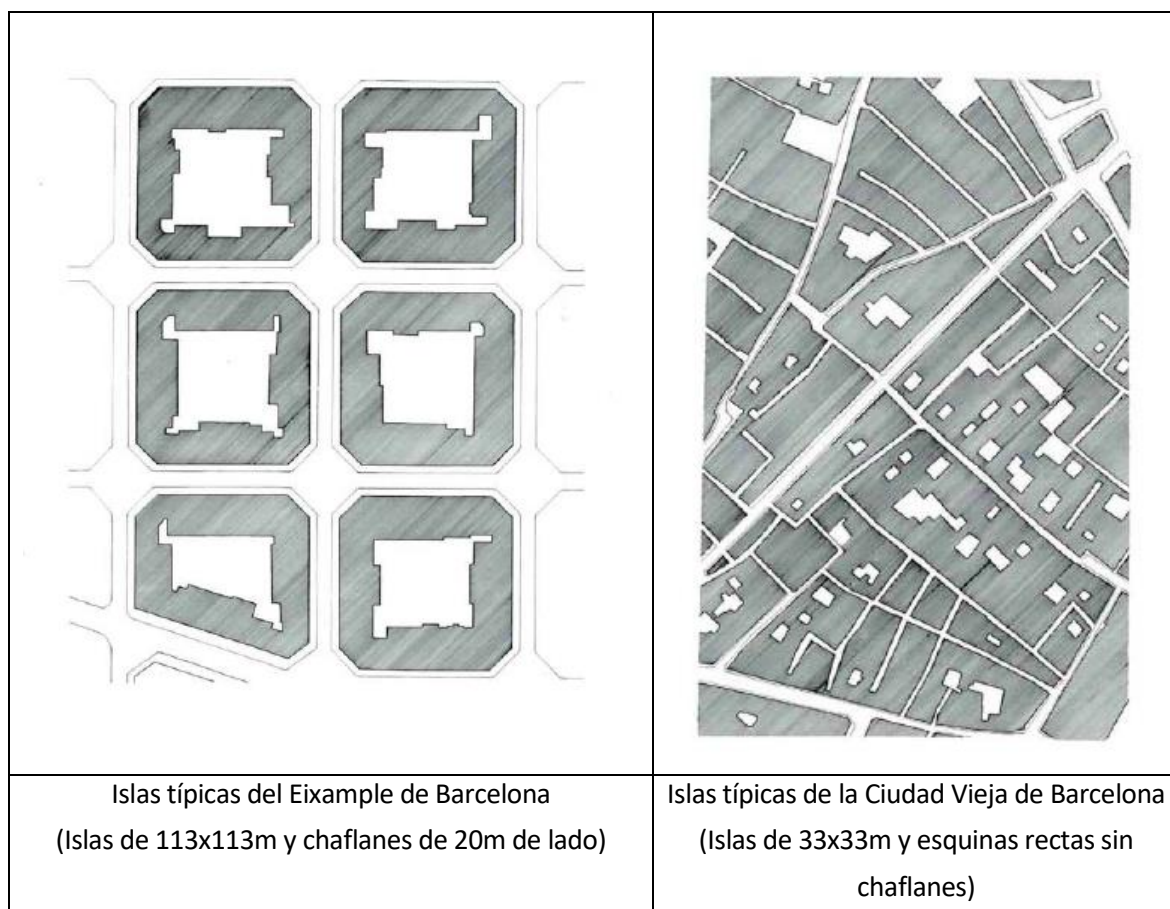 Islas típicas del Eixample de Barcelona
(Islas de 113x113m y chaflanes de 20m de lado)
Islas típicas de la Ciudad Vieja de Barcelona
(Islas de 33x33m y esquinas rectas sin
chaflanes)